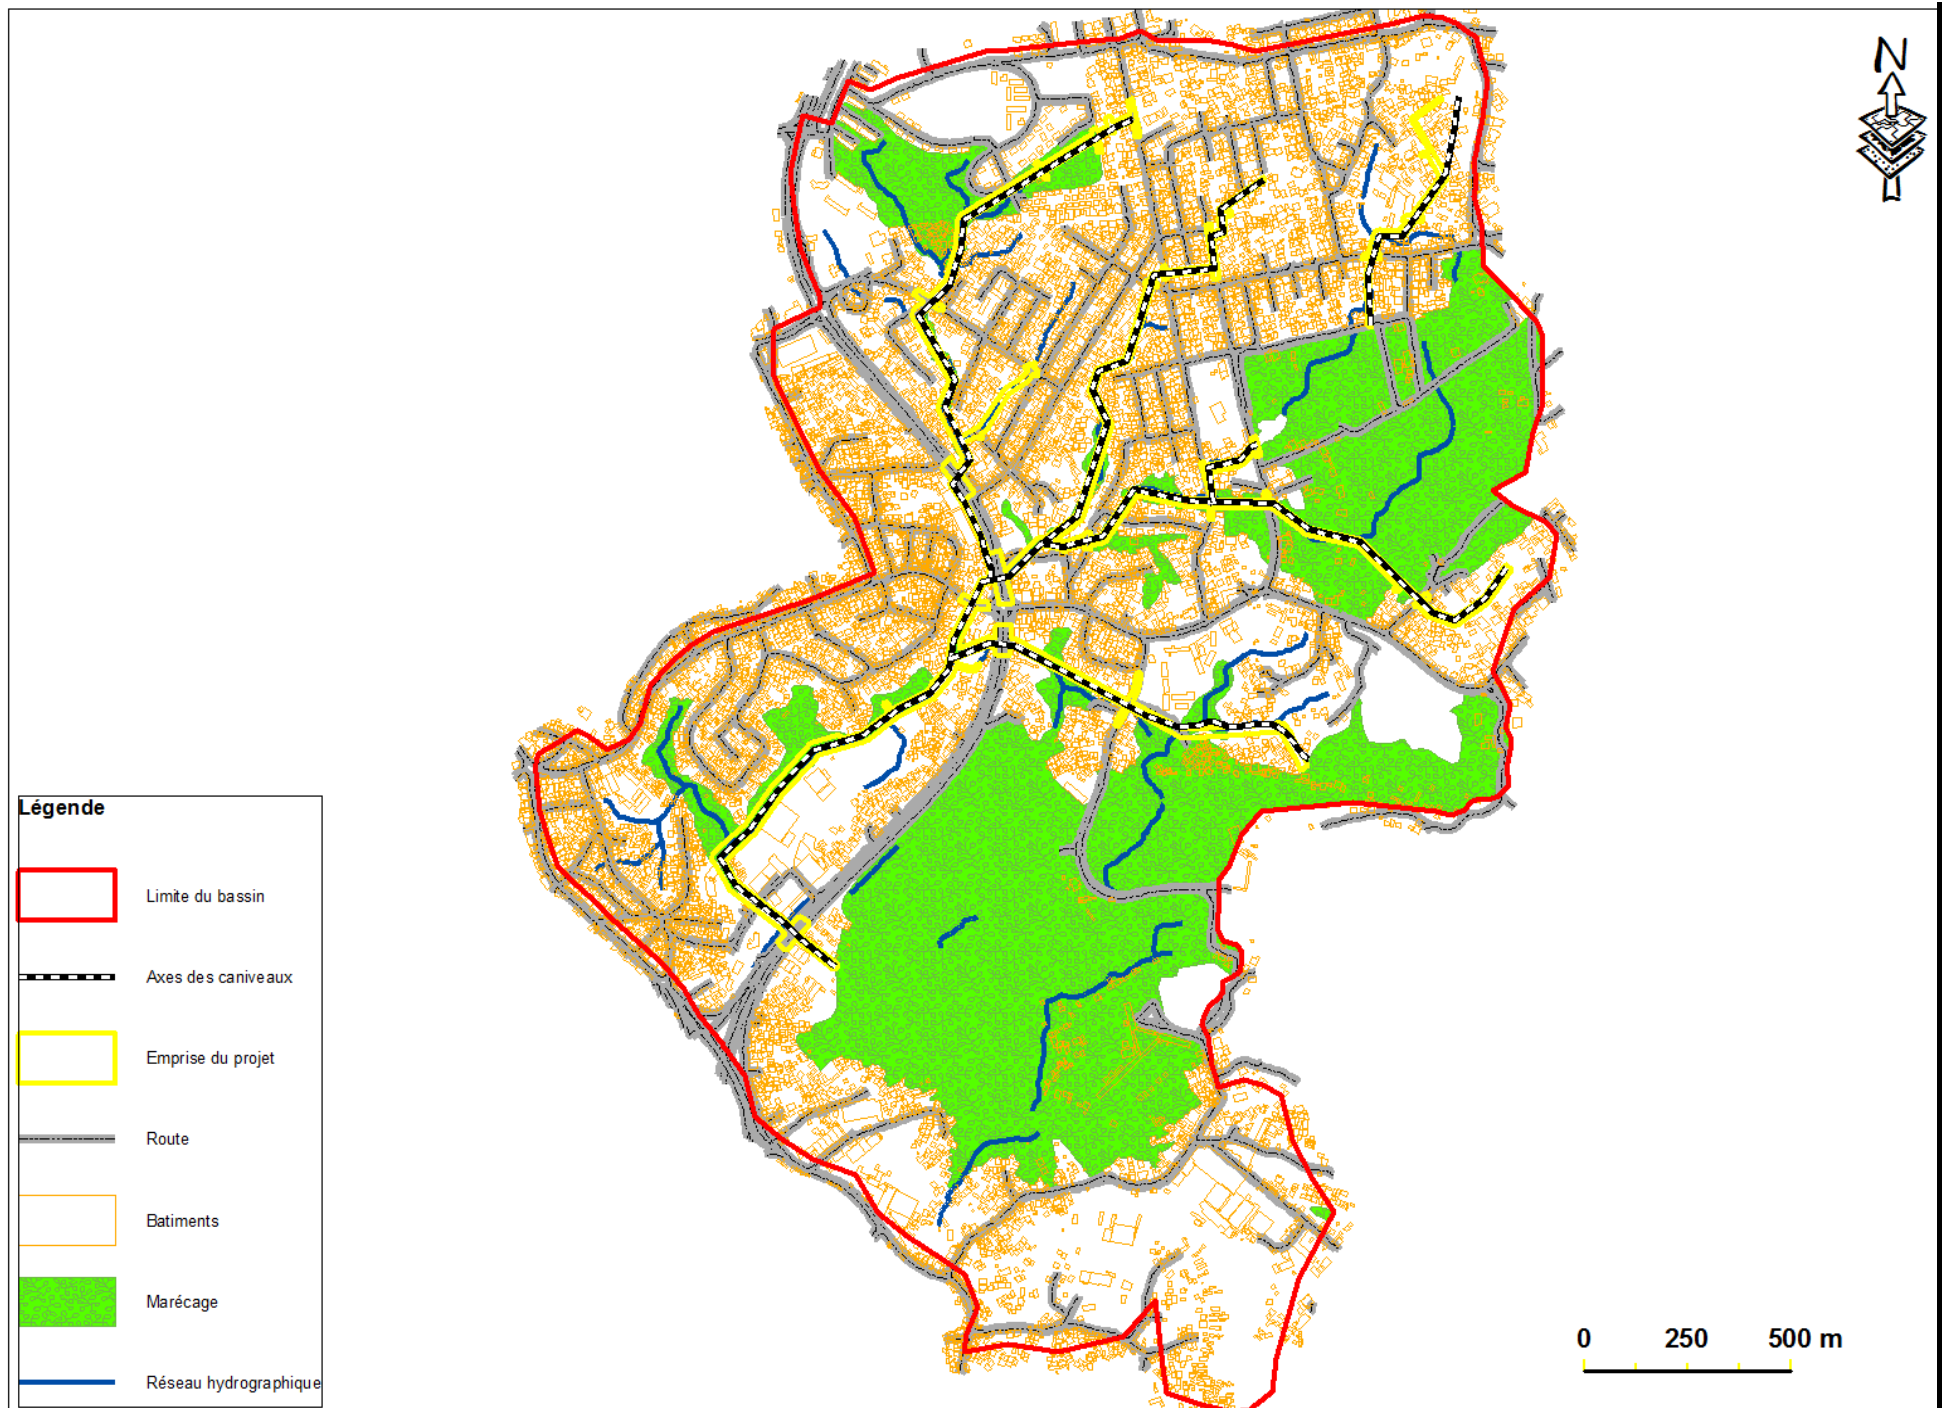 N
Légende
Limite du bassin
Axes des caniveaux
Emprise du projet
Route
Batiments
Marécage
Réseau hydrographique
0 250 500 m